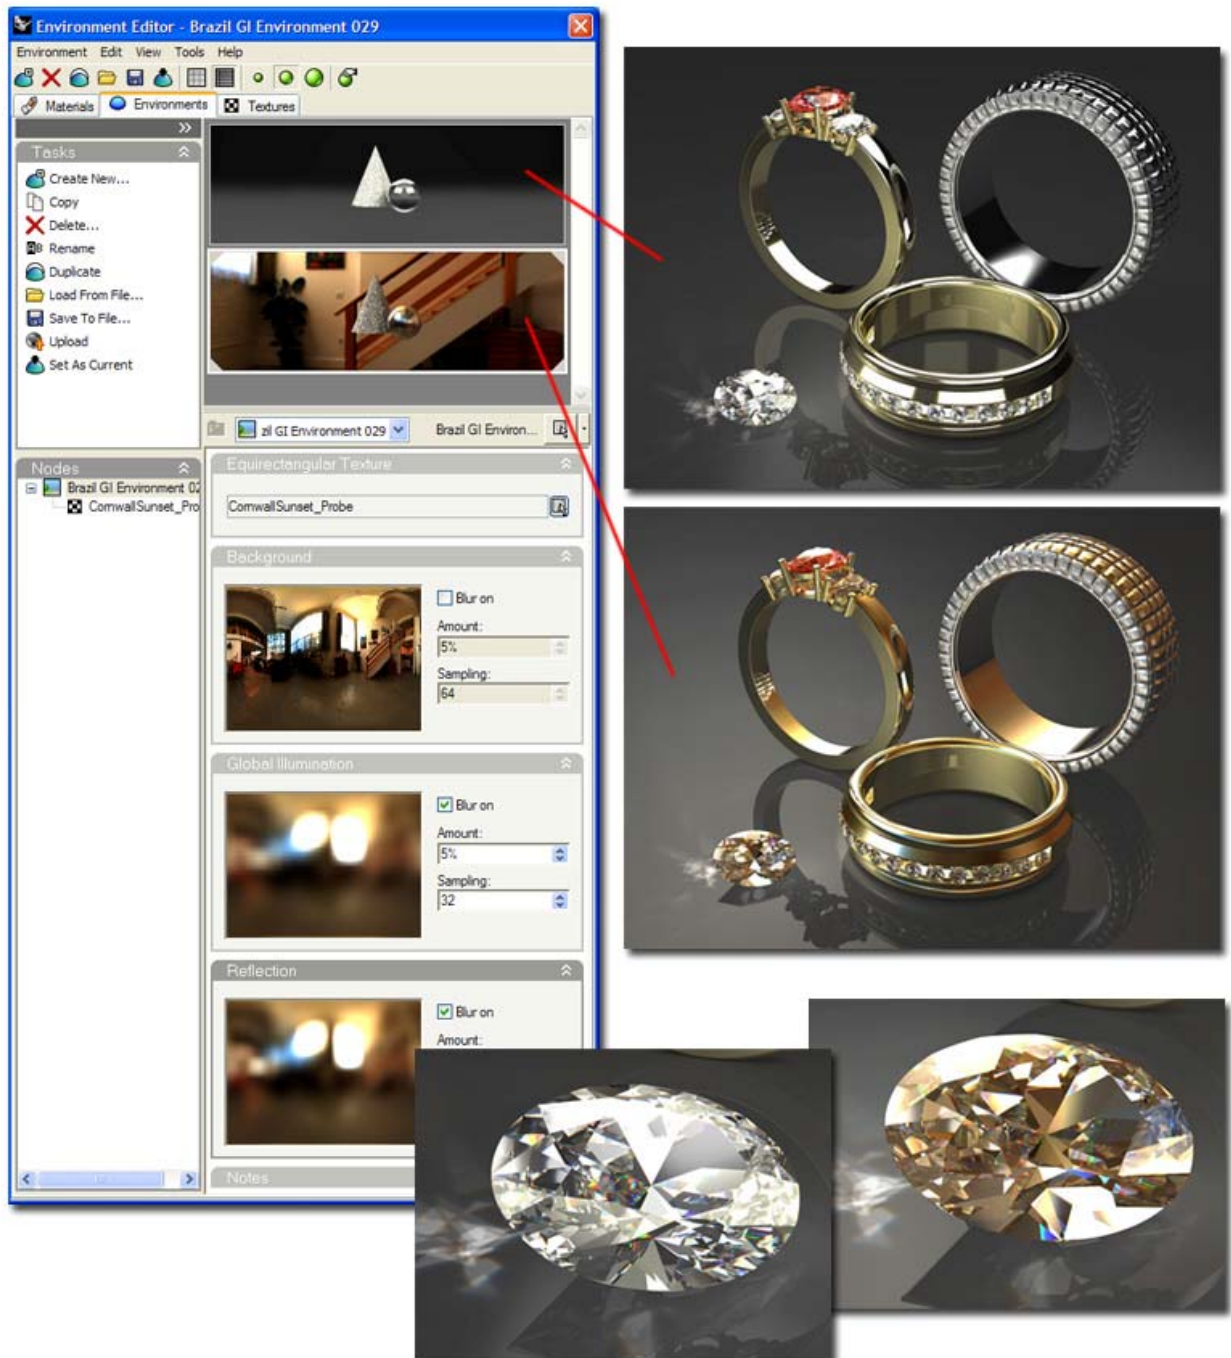 Environment Editor - Brazil GI Environment 029
Environment Edit View Tools Help
Materials Environments Textures
Tasks
Create New...
Copy
Delete...
Rename
Duplicate
Load From File...
Save To File...
Upload
Set As Current
zil GI Environment 029 Brazil GI Environ...
Nodes
Brazil GI Environment 02
CornwallSunset_Pro
Equirectangular Texture
CornwallSunset_Probe
Background
Blur on
Amount:
5%
Sampling:
64
Global Illumination
Blur on
Amount:
5%
Sampling:
32
Reflection
Blur on
Amount:
Notes